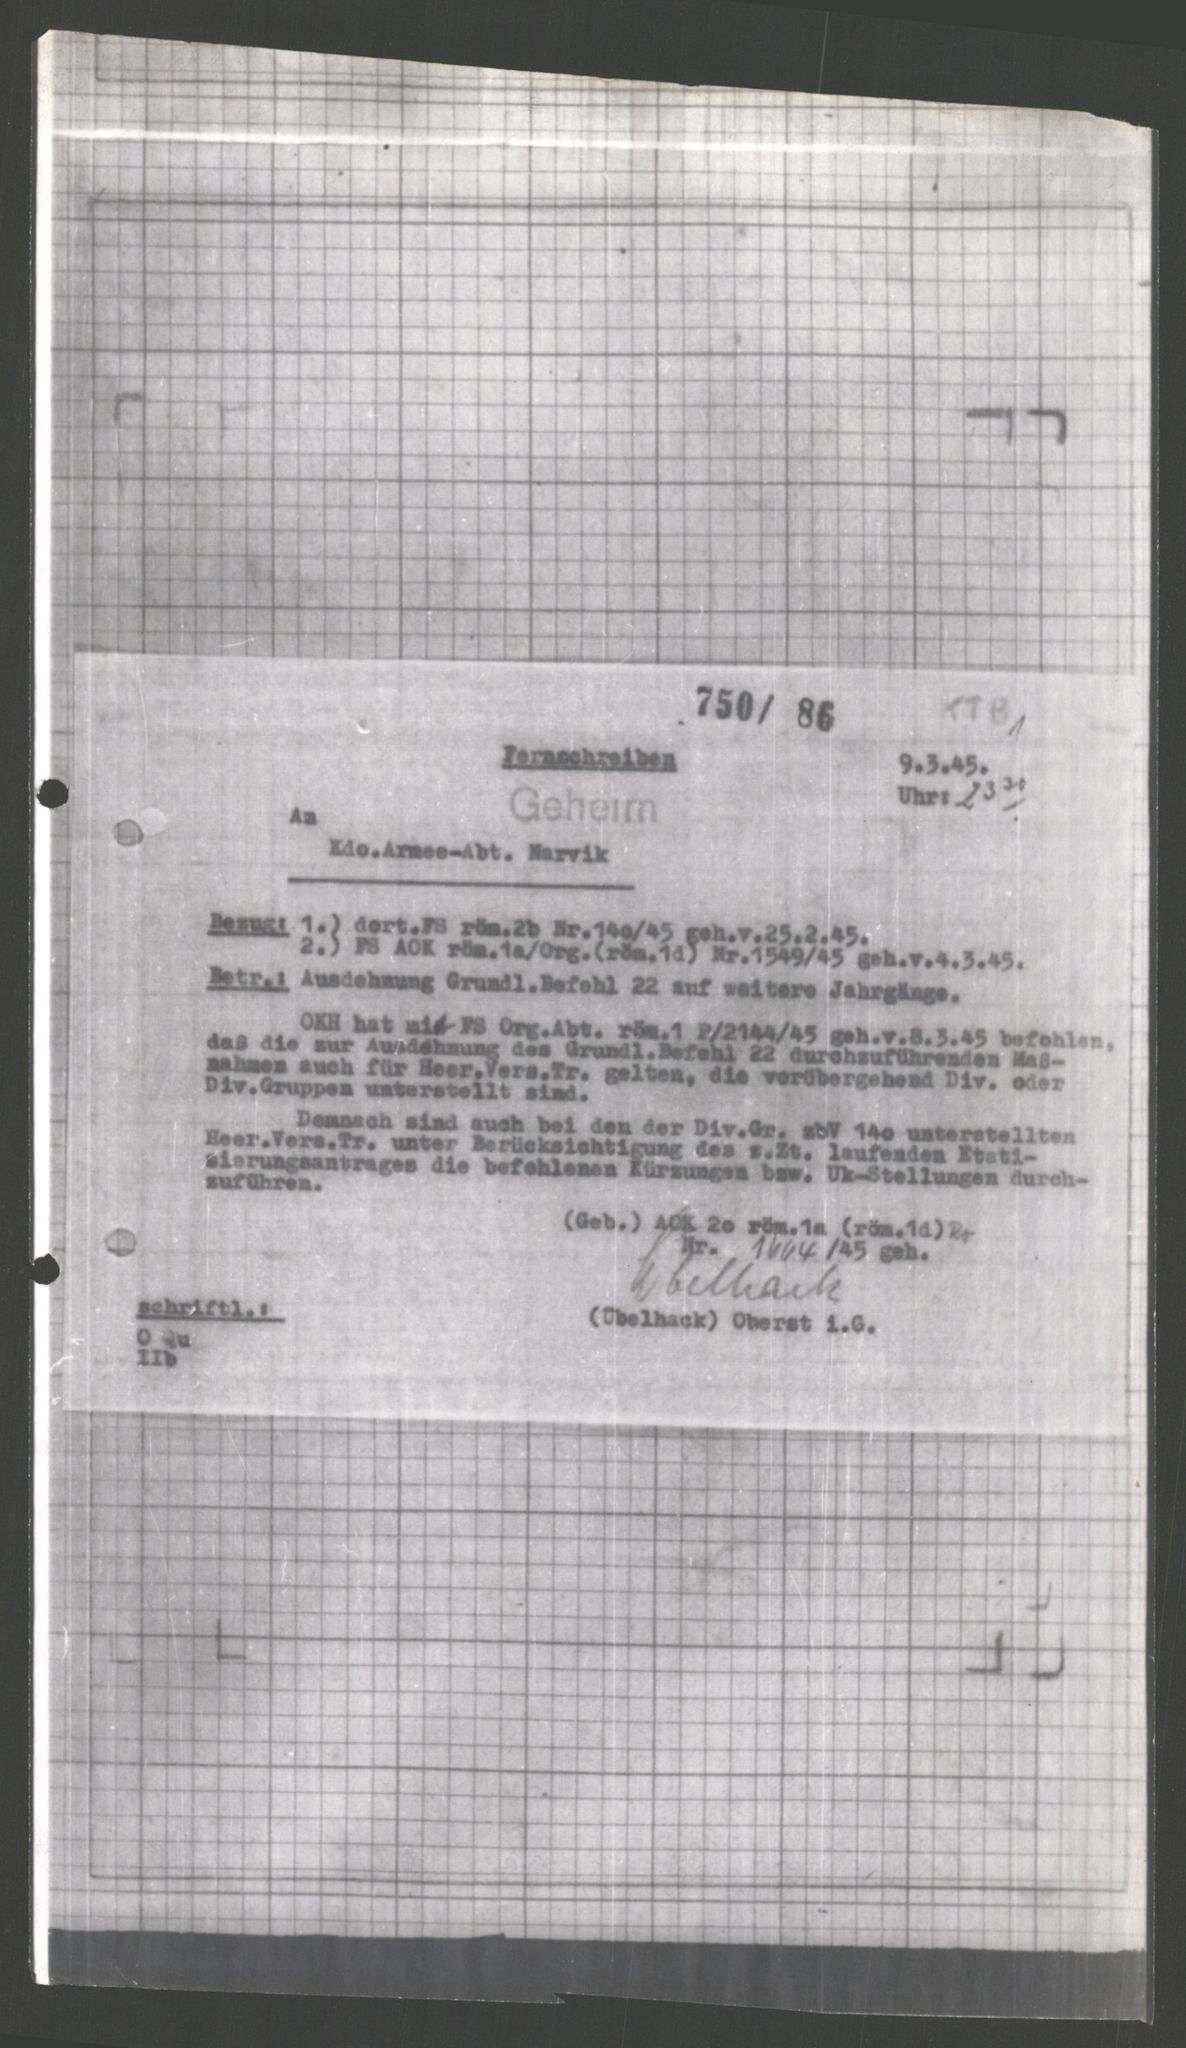 750/ 86
KTB
Fernschreiben
9.3.45.
Geheim
Uhr: 23 30
An
Kdo.Armee-Abt. Narvik
Bezug: 1.) dort.FS röm.2b Nr.14o/45 geh.v.25.2.45.
2.) FS AOK röm.1a/Org.(röm.1d) Nr.1549/45 geh.v.4.3.45.
Betr.: Ausdehnung Grundl.Befehl 22 auf weitere Jahrgänge.
OKH hat mit FS Org.Abt. röm.1 P/2144/45 geh.v.8.3.45 befohlen,
daß die zur Ausdehnung des Grundl.Befehl 22 durchzuführenden Maß-
nahmen auch für Heer.Vers.Tr. gelten, die vorübergehend Div. oder
Div.Gruppen unterstellt sind.
Demnach sind auch bei den der Div.Gr. zbV 14o unterstellten
Heer.Vers.Tr. unter Berücksichtigung des z.Zt. laufenden Etati-
sierungsantrages die befohlenen Kürzungen bzw. Uk-Stellungen durch-
zuführen.
(Geb.) AOK 2o röm.1a (röm.1d)
Nr. 1664/45 geh.
Übelhack
(Übelhack) Oberst i.G.
schriftl.:
O Qu
IIb